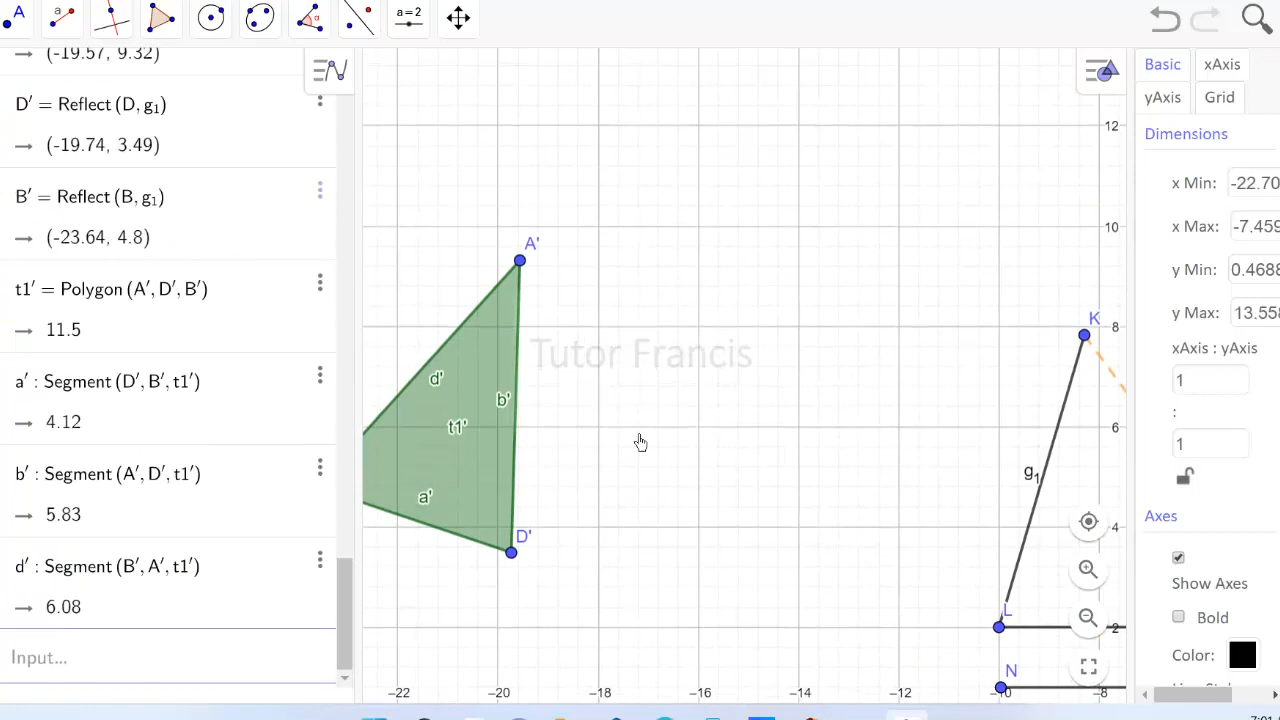 A
a
α
a=2
→ (-19.57, 9.32)
D′ = Reflect (D, g₁)
→ (-19.74, 3.49)
B′ = Reflect (B, g₁)
→ (-23.64, 4.8)
t1′ = Polygon (A′, D′, B′)
→ 11.5
a′ : Segment (D′, B′, t1′)
→ 4.12
b′ : Segment (A′, D′, t1′)
→ 5.83
d′ : Segment (B′, A′, t1′)
→ 6.08
Input...
12
10
8
6
4
2
A'
K
d'
b'
t1'
a'
g₁
D'
L
N
Tutor Francis
-22
-20
-18
-16
-14
-12
-10
-8
Basic
xAxis
yAxis
Grid
Dimensions
x Min: -22.70
x Max: -7.459
y Min: 0.4688
y Max: 13.558
xAxis : yAxis
1
:
1
Axes
Show Axes
Bold
Color: